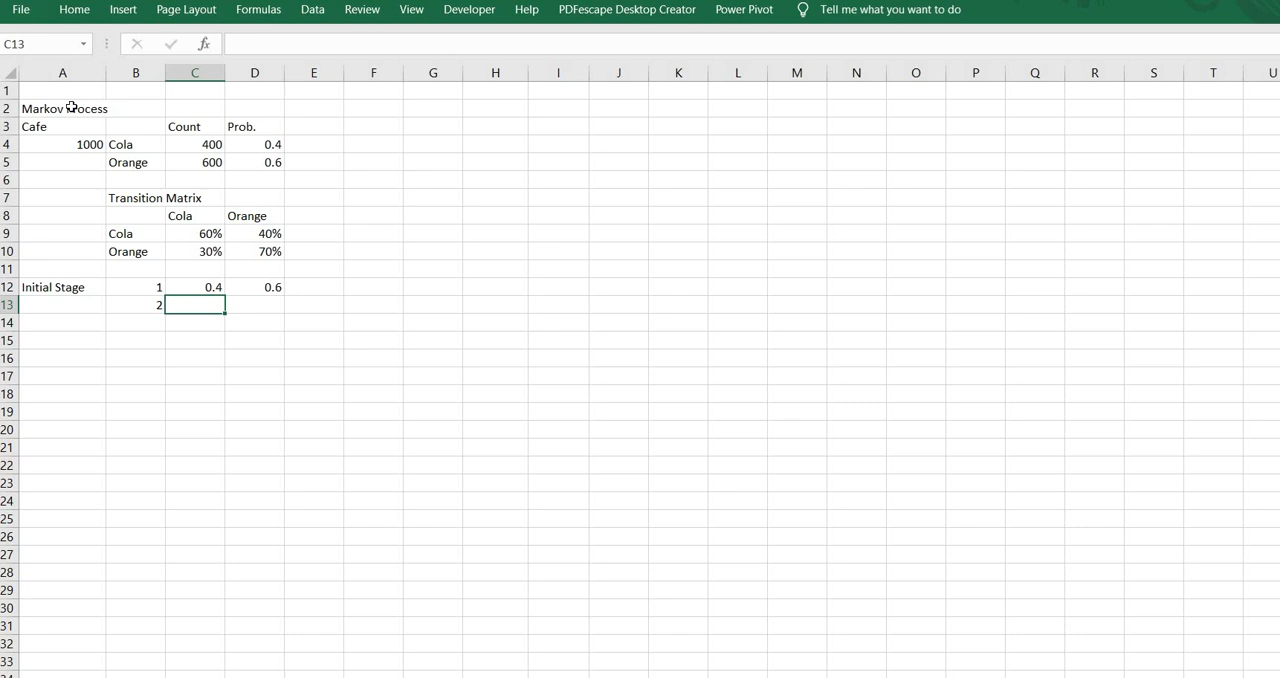 File Home Insert Page Layout Formulas Data Review View Developer Help PDFescape Desktop Creator Power Pivot Tell me what you want to do
C13 fx
A B C D E F G H I J K L M N O P Q R S T U
1
2 Markov Process
3 Cafe Count Prob.
4 1000 Cola 400 0.4
5 Orange 600 0.6
6
7 Transition Matrix
8 Cola Orange
9 Cola 60% 40%
10 Orange 30% 70%
11
12 Initial Stage 1 0.4 0.6
13 2
14
15
16
17
18
19
20
21
22
23
24
25
26
27
28
29
30
31
32
33